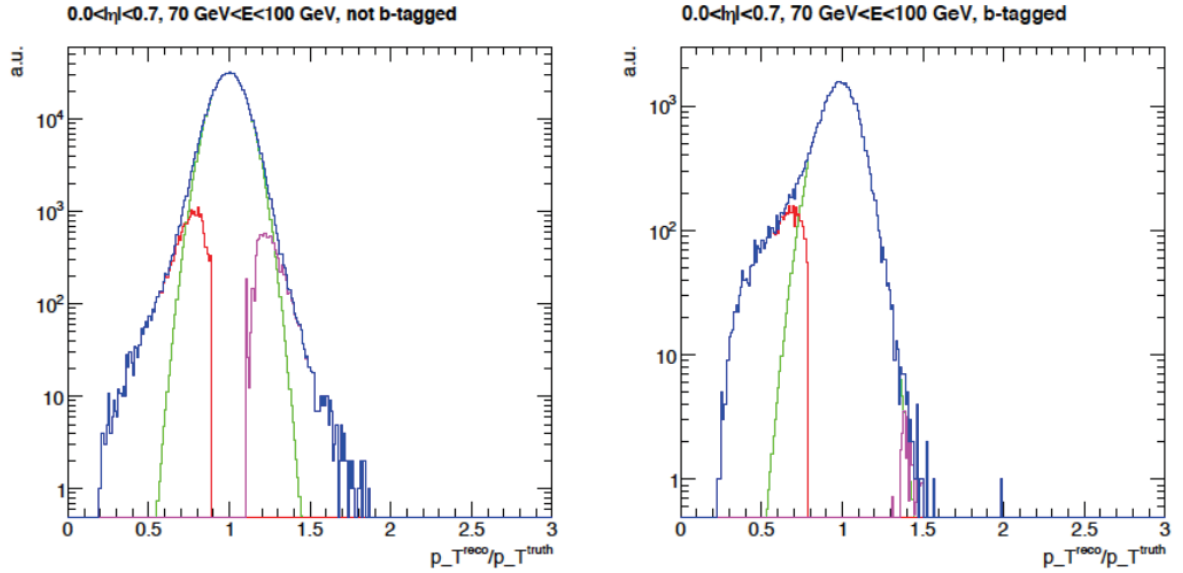 0.0<|η|<0.7, 70 GeV<E<100 GeV, not b-tagged
a.u.
10⁴
10³
10²
10
1
0 0.5 1 1.5 2 2.5 3
p_T^reco/p_T^truth
0.0<|η|<0.7, 70 GeV<E<100 GeV, b-tagged
a.u.
10³
10²
10
1
0 0.5 1 1.5 2 2.5 3
p_T^reco/p_T^truth